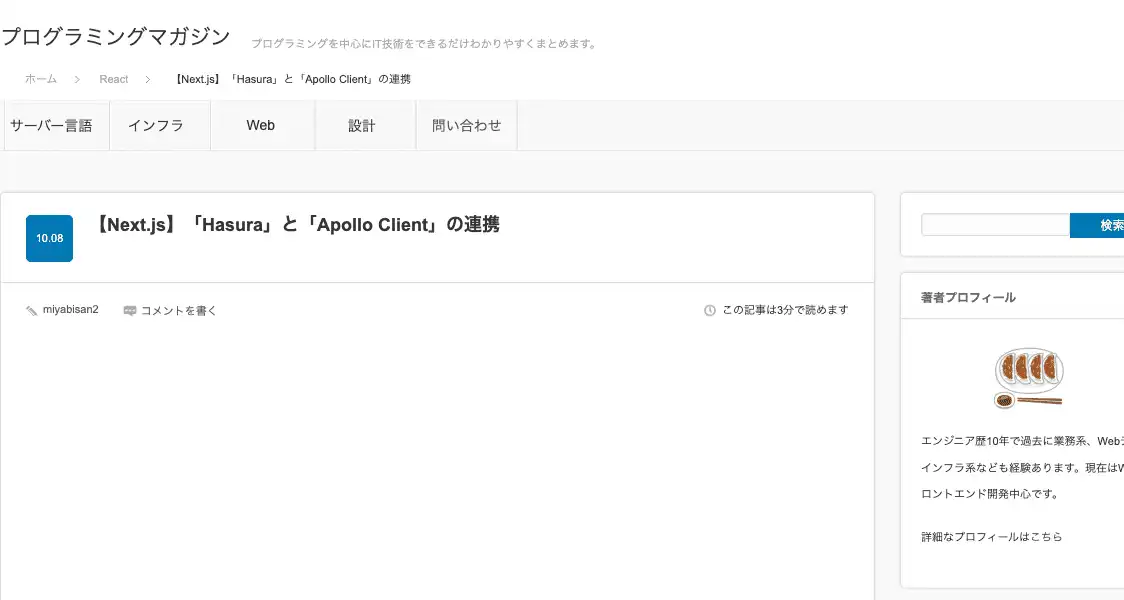 プログラミングマガジン
プログラミングを中心にIT技術をできるだけわかりやすくまとめます。
ホーム > React > 【Next.js】「Hasura」と「Apollo Client」の連携
サーバー言語 インフラ Web 設計 問い合わせ
10.08
【Next.js】「Hasura」と「Apollo Client」の連携
miyabisan2 コメントを書く この記事は3分で読めます
検索
著者プロフィール
エンジニア歴10年で過去に業務系、Web
インフラ系なども経験あります。現在はW
ロントエンド開発中心です。
詳細なプロフィールはこちら